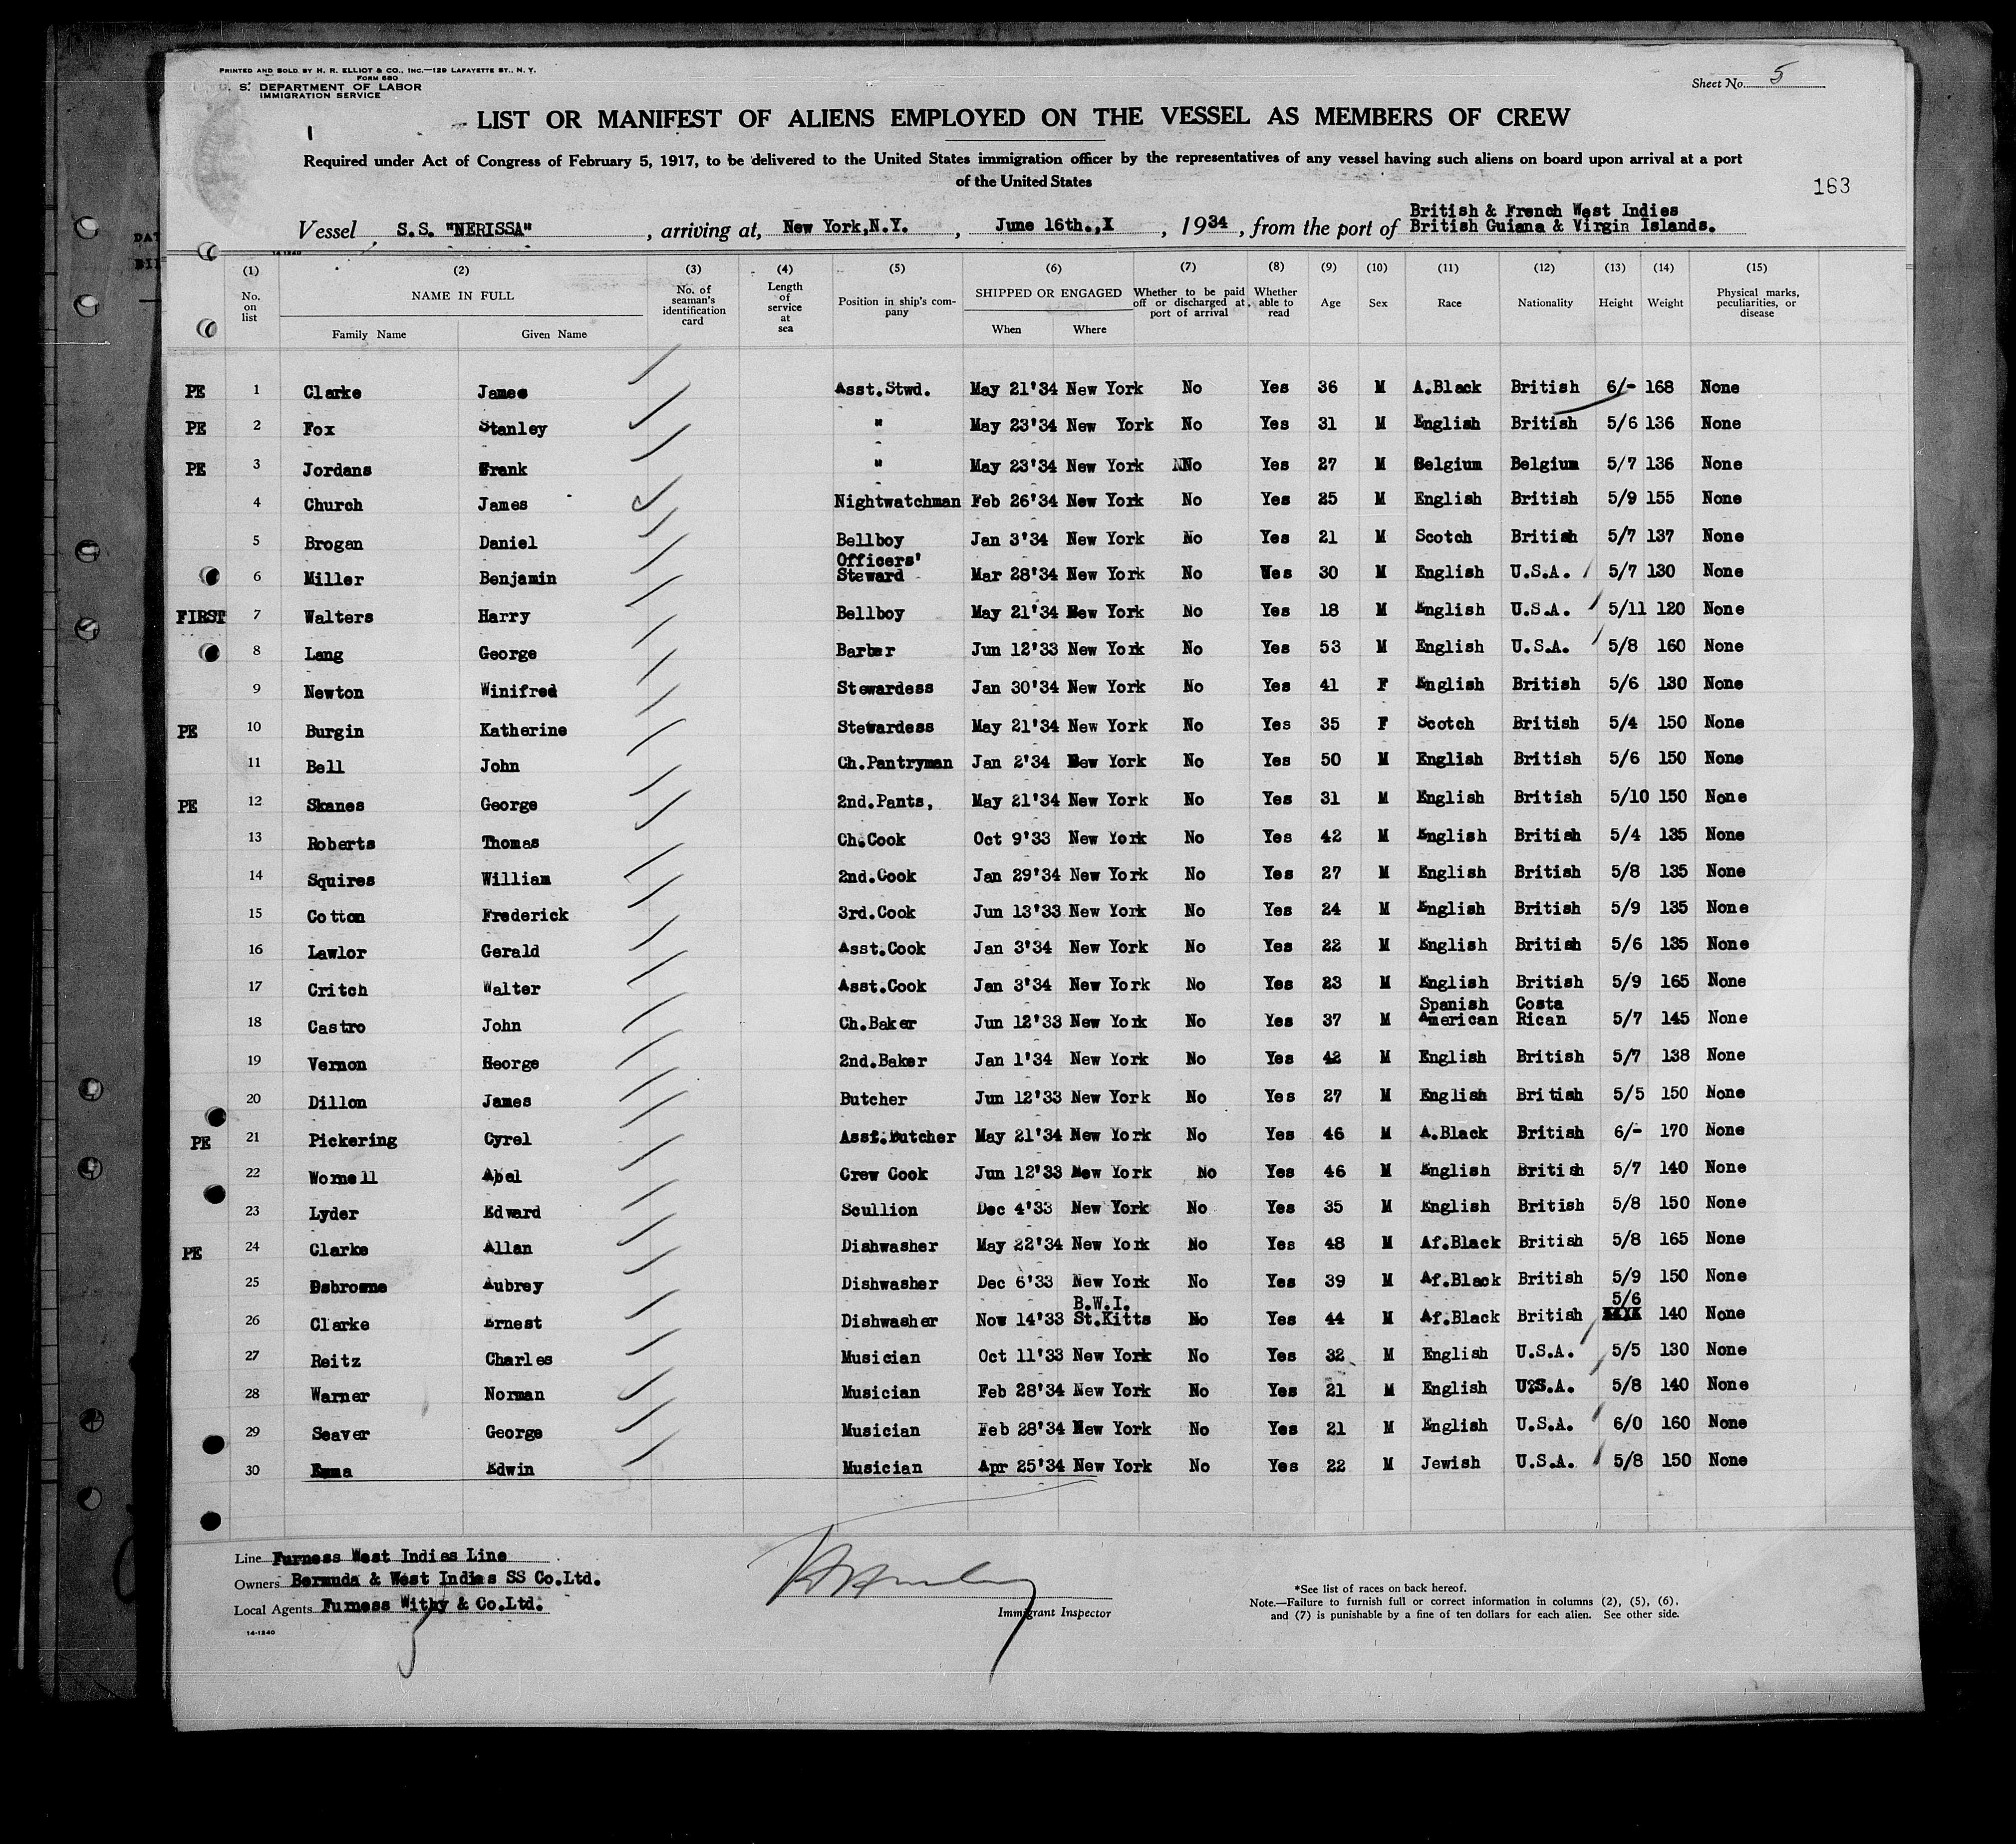 PRINTED AND SOLD BY H. R. ELLIOT & CO., INC.—129 LAFAYETTE ST., N. Y.
FORM 680
U. S. DEPARTMENT OF LABOR
IMMIGRATION SERVICE
Sheet No. 5
LIST OR MANIFEST OF ALIENS EMPLOYED ON THE VESSEL AS MEMBERS OF CREW
Required under Act of Congress of February 5, 1917, to be delivered to the United States immigration officer by the representatives of any vessel having such aliens on board upon arrival at a port
of the United States
163
Vessel S.S. "NERISSA", arriving at, New York,N.Y., June 16th.,X, 1934, from the port of British & French West Indies
British Guiana & Virgin Islands.
14-1240
(1) (2) (3) (4) (5) (6) (7) (8) (9) (10) (11) (12) (13) (14) (15)
No. on list NAME IN FULL Family Name Given Name No. of seaman's identification card Length of service at sea Position in ship's company SHIPPED OR ENGAGED When Where Whether to be paid off or discharged at port of arrival Whether able to read Age Sex Race Nationality Height Weight Physical marks, peculiarities, or disease
PE 1 Clarke James Asst.Stwd. May 21'34 New York No Yes 36 M A.Black British 6/- 168 None
PE 2 Fox Stanley " May 23'34 New York No Yes 31 M English British 5/6 136 None
PE 3 Jordans Frank " May 23'34 New York NNo Yes 27 M Belgium Belgium 5/7 136 None
4 Church James Nightwatchman Feb 26'34 New York No Yes 25 M English British 5/9 155 None
5 Brogan Daniel Bellboy Jan 3'34 New York No Yes 21 M Scotch British 5/7 137 None
6 Miller Benjamin Officers' Steward Mar 28'34 New York No Wes 30 M English U.S.A. 5/7 130 None
FIRST 7 Walters Harry Bellboy May 21'34 New York No Yes 18 M English U.S.A. 5/11 120 None
8 Lang George Barber Jun 12'33 New York No Yes 53 M English U.S.A. 5/8 160 None
9 Newton Winifred Stewardess Jan 30'34 New York No Yes 41 F English British 5/6 130 None
PE 10 Burgin Katherine Stewardess May 21'34 New York No Yes 35 F Scotch British 5/4 150 None
11 Bell John Ch.Pantryman Jan 2'34 New York No Yes 50 M English British 5/6 150 None
PE 12 Skanes George 2nd.Pants, May 21'34 New York No Yes 31 M English British 5/10 150 None
13 Roberts Thomas Ch.Cook Oct 9'33 New York No Yes 42 M English British 5/4 135 None
14 Squires William 2nd.Cook Jan 29'34 New York No Yes 27 M English British 5/8 135 None
15 Cotton Frederick 3rd.Cook Jun 13'33 New York No Yes 24 M English British 5/9 135 None
16 Lawlor Gerald Asst.Cook Jan 3'34 New York No Yes 22 M English British 5/6 135 None
17 Critch Walter Asst.Cook Jan 3'34 New York No Yes 23 M English British 5/9 165 None
18 Castro John Ch.Baker Jun 12'33 New York No Yes 37 M Spanish American Costa Rican 5/7 145 None
19 Vernon George 2nd.Baker Jan 1'34 New York No Yes 42 M English British 5/7 138 None
20 Dillon James Butcher Jun 12'33 New York No Yes 27 M English British 5/5 150 None
PE 21 Pickering Cyrel Asst.Butcher May 21'34 New York No Yes 46 M A.Black British 6/- 170 None
22 Wornell Abel Crew Cook Jun 12'33 New York No Yes 46 M English British 5/7 140 None
23 Lyder Edward Scullion Dec 4'33 New York No Yes 35 M English British 5/8 150 None
PE 24 Clarke Allan Dishwasher May 22'34 New York No Yes 48 M Af.Black British 5/8 165 None
25 Osbrowne Aubrey Dishwasher Dec 6'33 New York No Yes 39 M Af.Black British 5/9 150 None
26 Clarke Ernest Dishwasher Nov 14'33 B.W.I. St.Kitts No Yes 44 M Af.Black British 5/6 140 None
27 Reitz Charles Musician Oct 11'33 New York No Yes 32 M English U.S.A. 5/5 130 None
28 Warner Norman Musician Feb 28'34 New York No Yes 21 M English U.S.A. 5/8 140 None
29 Seaver George Musician Feb 28'34 New York No Yes 21 M English U.S.A. 6/0 160 None
30 Edwin Musician Apr 25'34 New York No Yes 22 M Jewish U.S.A. 5/8 150 None
Line Furness West Indies Line
Owners Bermuda & West Indies SS Co.Ltd.
Local Agents Furness Withy & Co.Ltd.
14-1240
Immigrant Inspector
*See list of races on back hereof.
Note.—Failure to furnish full or correct information in columns (2), (5), (6),
and (7) is punishable by a fine of ten dollars for each alien. See other side.